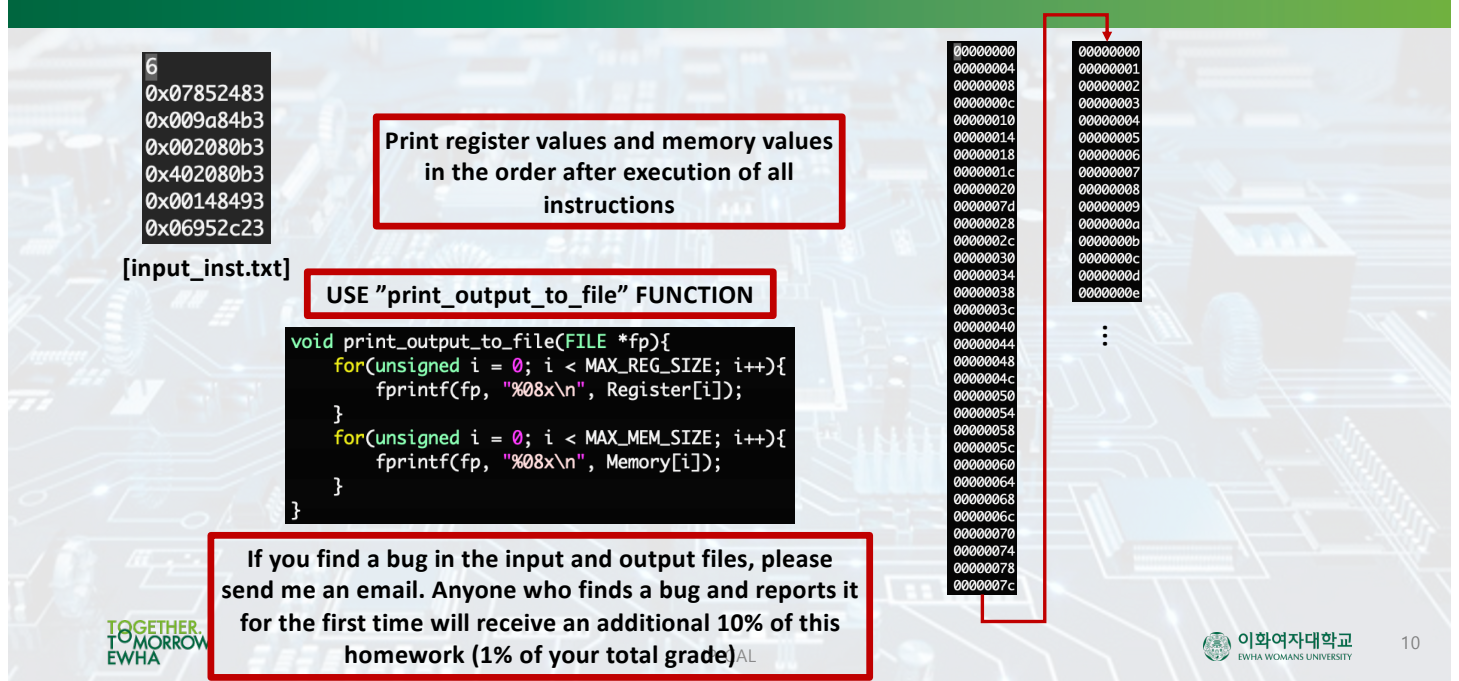 6
0x07852483
0x009a84b3
0x002080b3
0x402080b3
0x00148493
0x06952c23
[input_inst.txt]
Print register values and memory values
in the order after execution of all
instructions
USE ”print_output_to_file” FUNCTION
void print_output_to_file(FILE *fp){
    for(unsigned i = 0; i < MAX_REG_SIZE; i++){
        fprintf(fp, "%08x\n", Register[i]);
    }
    for(unsigned i = 0; i < MAX_MEM_SIZE; i++){
        fprintf(fp, "%08x\n", Memory[i]);
    }
}
If you find a bug in the input and output files, please
send me an email. Anyone who finds a bug and reports it
for the first time will receive an additional 10% of this
homework (1% of your total grade)
00000000
00000004
00000008
0000000c
00000010
00000014
00000018
0000001c
00000020
0000007d
00000028
0000002c
00000030
00000034
00000038
0000003c
00000040
00000044
00000048
0000004c
00000050
00000054
00000058
0000005c
00000060
00000064
00000068
0000006c
00000070
00000074
00000078
0000007c
00000000
00000001
00000002
00000003
00000004
00000005
00000006
00000007
00000008
00000009
0000000a
0000000b
0000000c
0000000d
0000000e
⋮
TOGETHER.
TOMORROW
EWHA
이화여자대학교
EWHA WOMANS UNIVERSITY
10